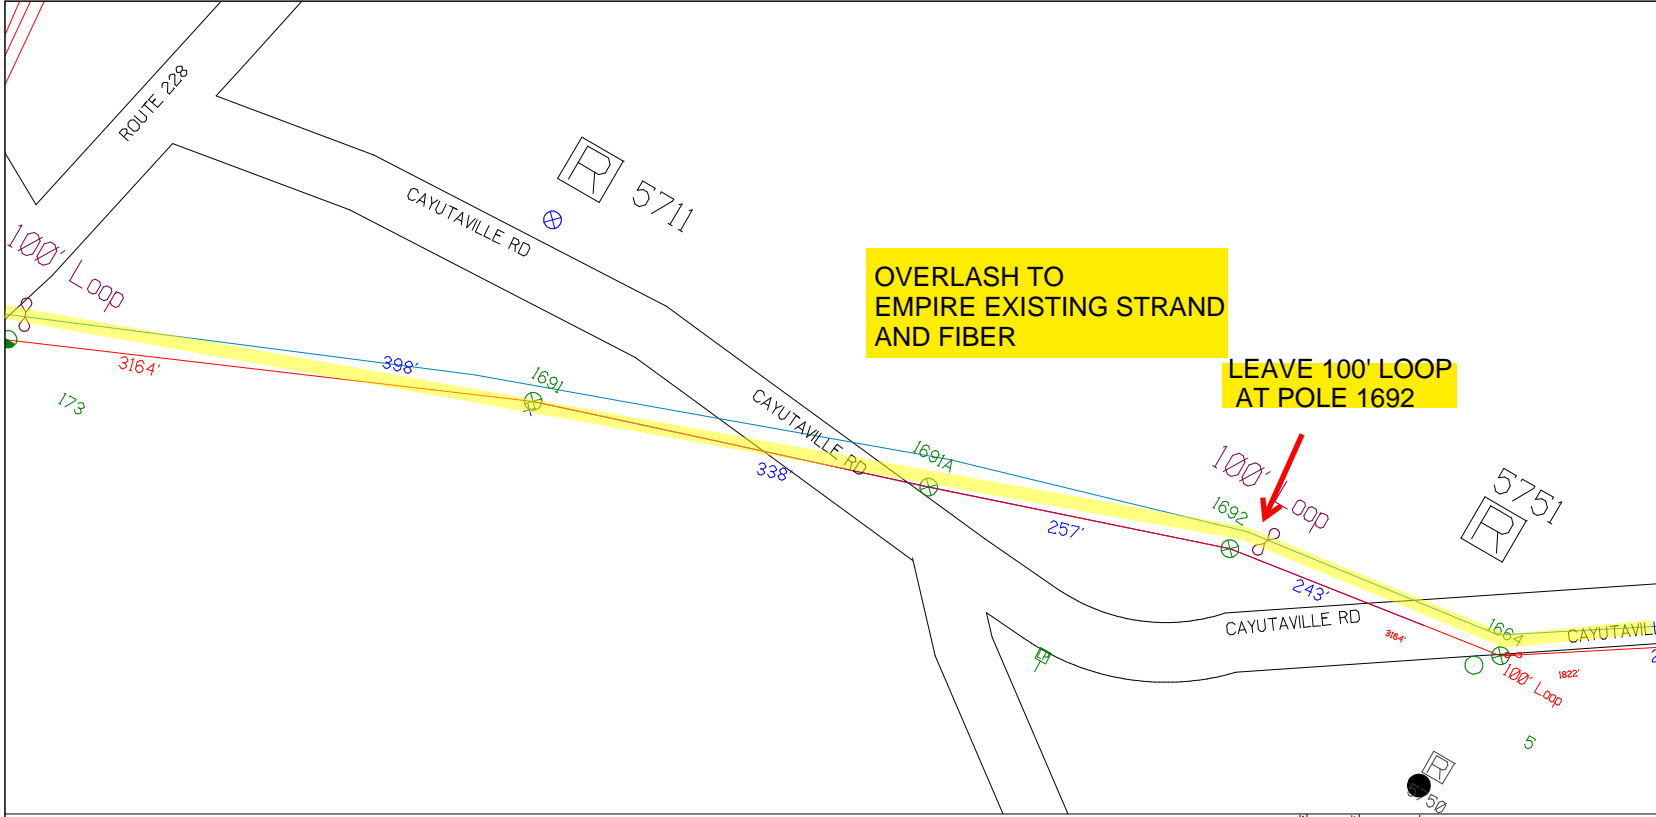 ROUTE 228
CAYUTAVILLE RD
R
5711
100' Loop
OVERLASH TO
EMPIRE EXISTING STRAND
AND FIBER
LEAVE 100' LOOP
AT POLE 1692
3164'
398'
1691
173
CAYUTAVILLE RD
338'
1691A
257'
100' Loop
1692
5751
R
243'
CAYUTAVILLE RD
3164'
1664
CAYUTAVILL
100' Loop
1822'
5
R
5750